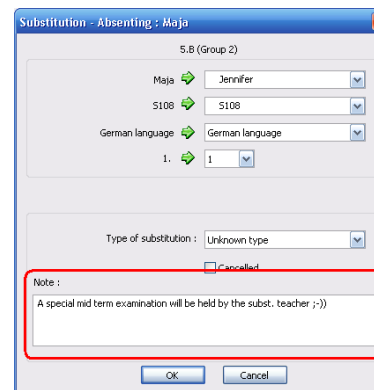 Substitution - Absenting : Maja
5.B (Group 2)
Maja Jennifer
S108 S108
German language German language
1. 1
Type of substitution : Unknown type
Cancelled
Note :
A special mid term examination will be held by the subst. teacher ;-))
OK Cancel